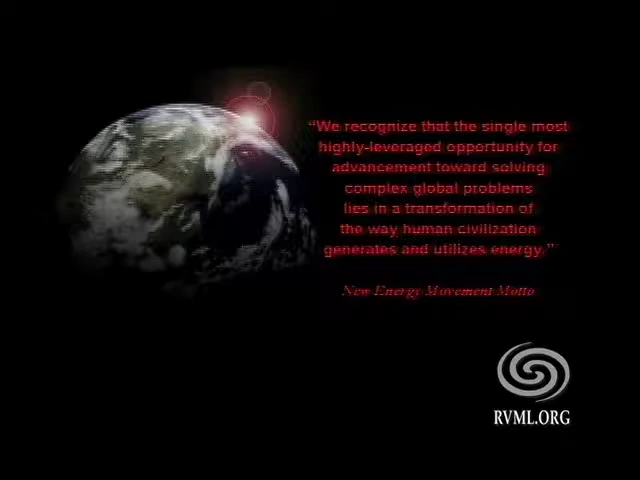 “We recognize that the single most
highly-leveraged opportunity for
advancement toward solving
complex global problems
lies in a transformation of
the way human civilization
generates and utilizes energy.”
New Energy Movement Motto
RVML.ORG